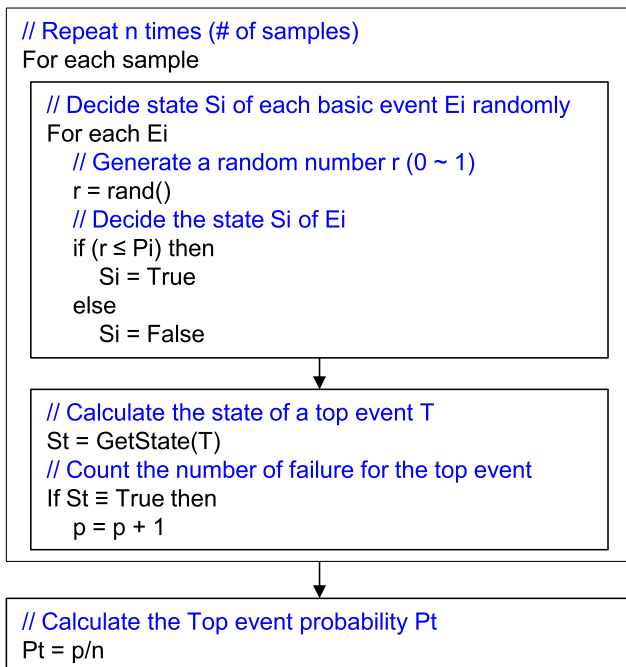 // Repeat n times (# of samples)
For each sample
// Decide state Si of each basic event Ei randomly
For each Ei
// Generate a random number r (0 ~ 1)
r = rand()
// Decide the state Si of Ei
if (r ≤ Pi) then
Si = True
else
Si = False
// Calculate the state of a top event T
St = GetState(T)
// Count the number of failure for the top event
If St ≡ True then
p = p + 1
// Calculate the Top event probability Pt
Pt = p/n